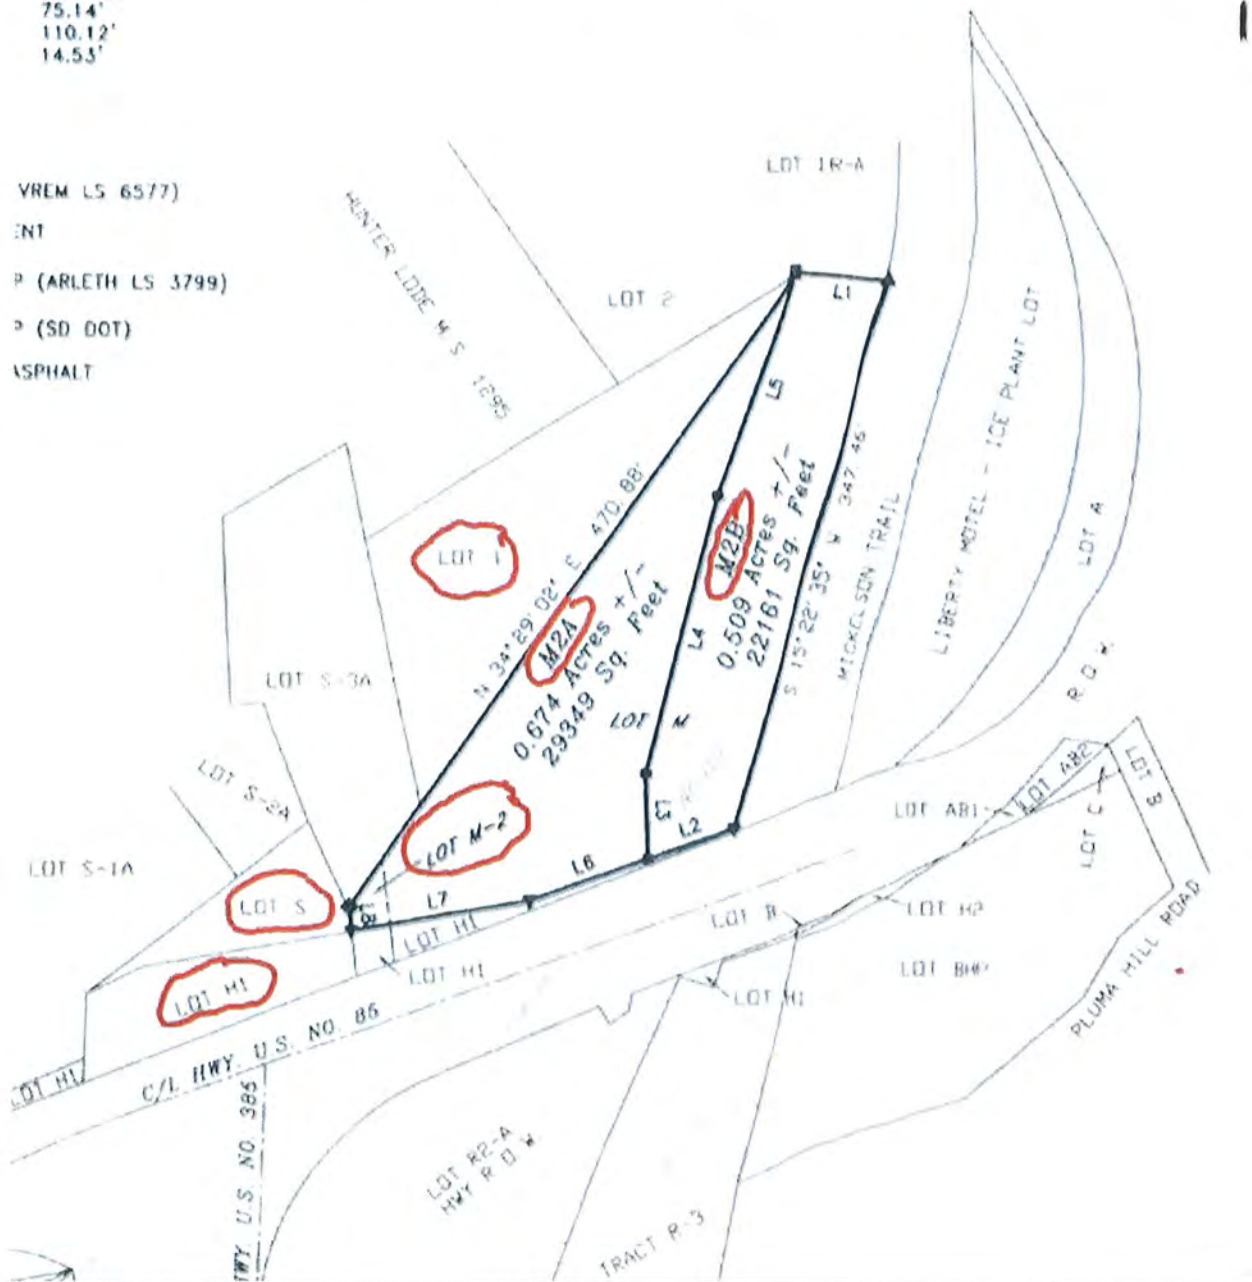 75.14'
110.12'
14.53'
VREM LS 6577)
ENT
P (ARLETH LS 3799)
P (SD DOT)
ASPHALT
LOT 1R-A
HUNTER LODE M.S. 1295
LOT 2
L1
L5
LIBERTY MOTEL - ICE PLANT LOT
LOT A
R.O.W.
LOT 1
N 34°29'02" E 470.88'
M2A
0.674 Acres +/-
29349 Sq. Feet
M2B
0.509 Acres +/-
22161 Sq. Feet
S 15°22'35" W 347.46'
MICKELSON TRAIL
L4
LOT M
LOT S-3A
LOT S-2A
LOT S-1A
LOT M-2
L3
L2
L6
L7
L8
LOT S
LOT H1
LOT H1
LOT H1
LOT H1
C/L HWY. U.S. NO. 85
HWY. U.S. NO. 385
LOT AB1
LOT AB2
LOT C
LOT B
LOT H2
LOT B
LOT H1
PLUMA HILL ROAD
LOT R2-A
HWY R.O.W.
TRACT R-3